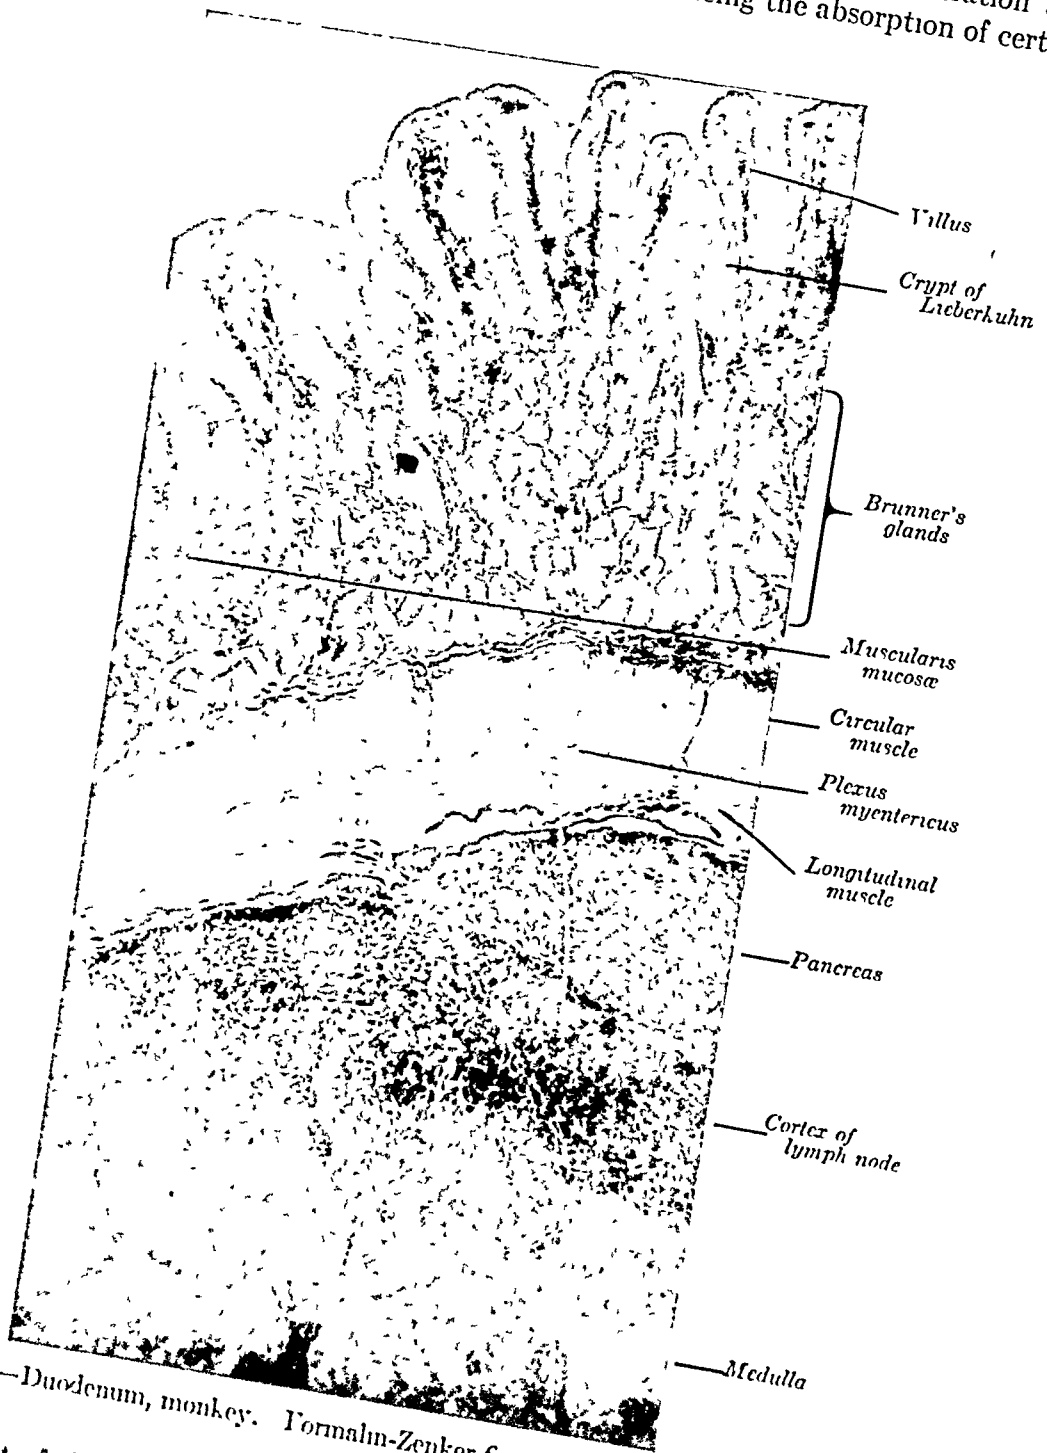 the absorption of cert
Villus
Crypt of
Lieberkuhn
Brunner's
glands
Muscularis
mucosæ
Circular
muscle
Plexus
myentericus
Longitudinal
muscle
Pancreas
Cortex of
lymph node
Medulla
—Duodenum, monkey. Formalin-Zenker